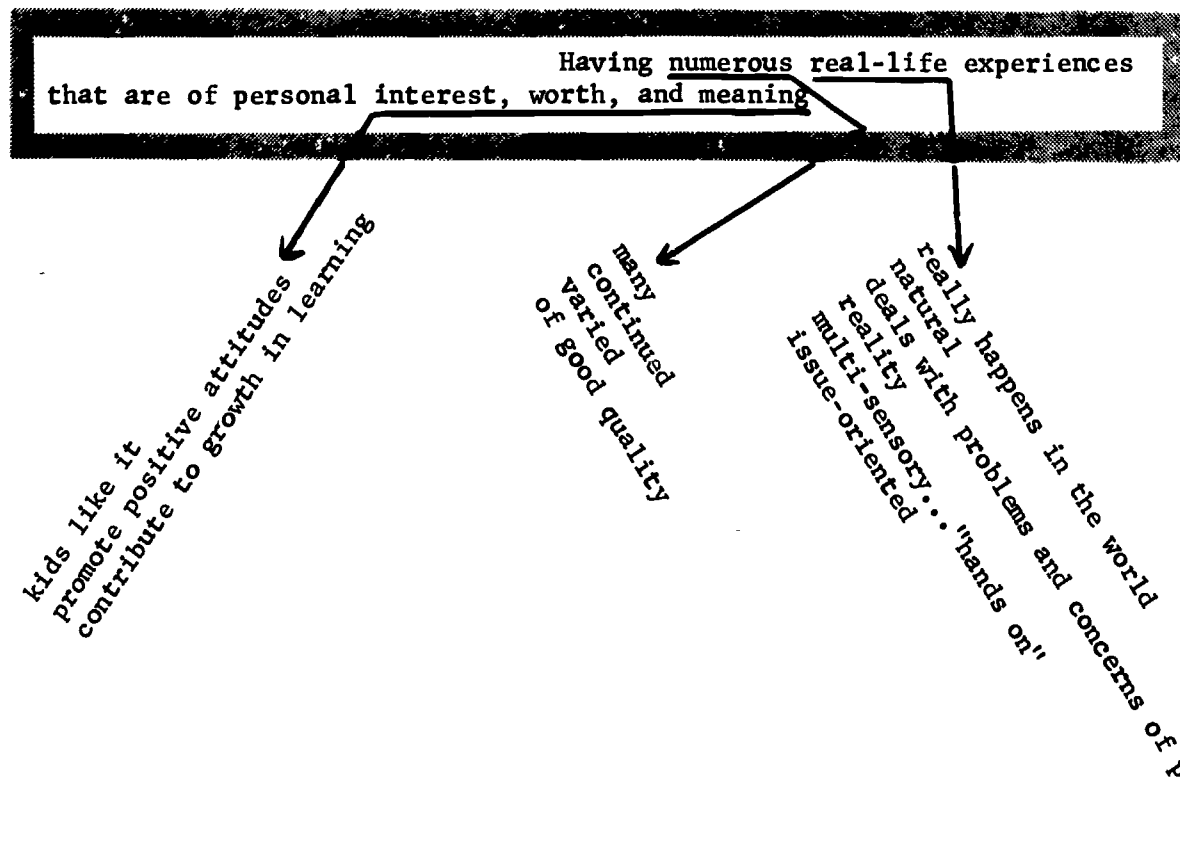 Having numerous real-life experiences
that are of personal interest, worth, and meaning
kids like it
promote positive attitudes
contribute to growth in learning
many
continued
varied
of good quality
really happens in the world
natural
deals with problems and concerns of
reality
multi-sensory..."hands on"
issue-oriented